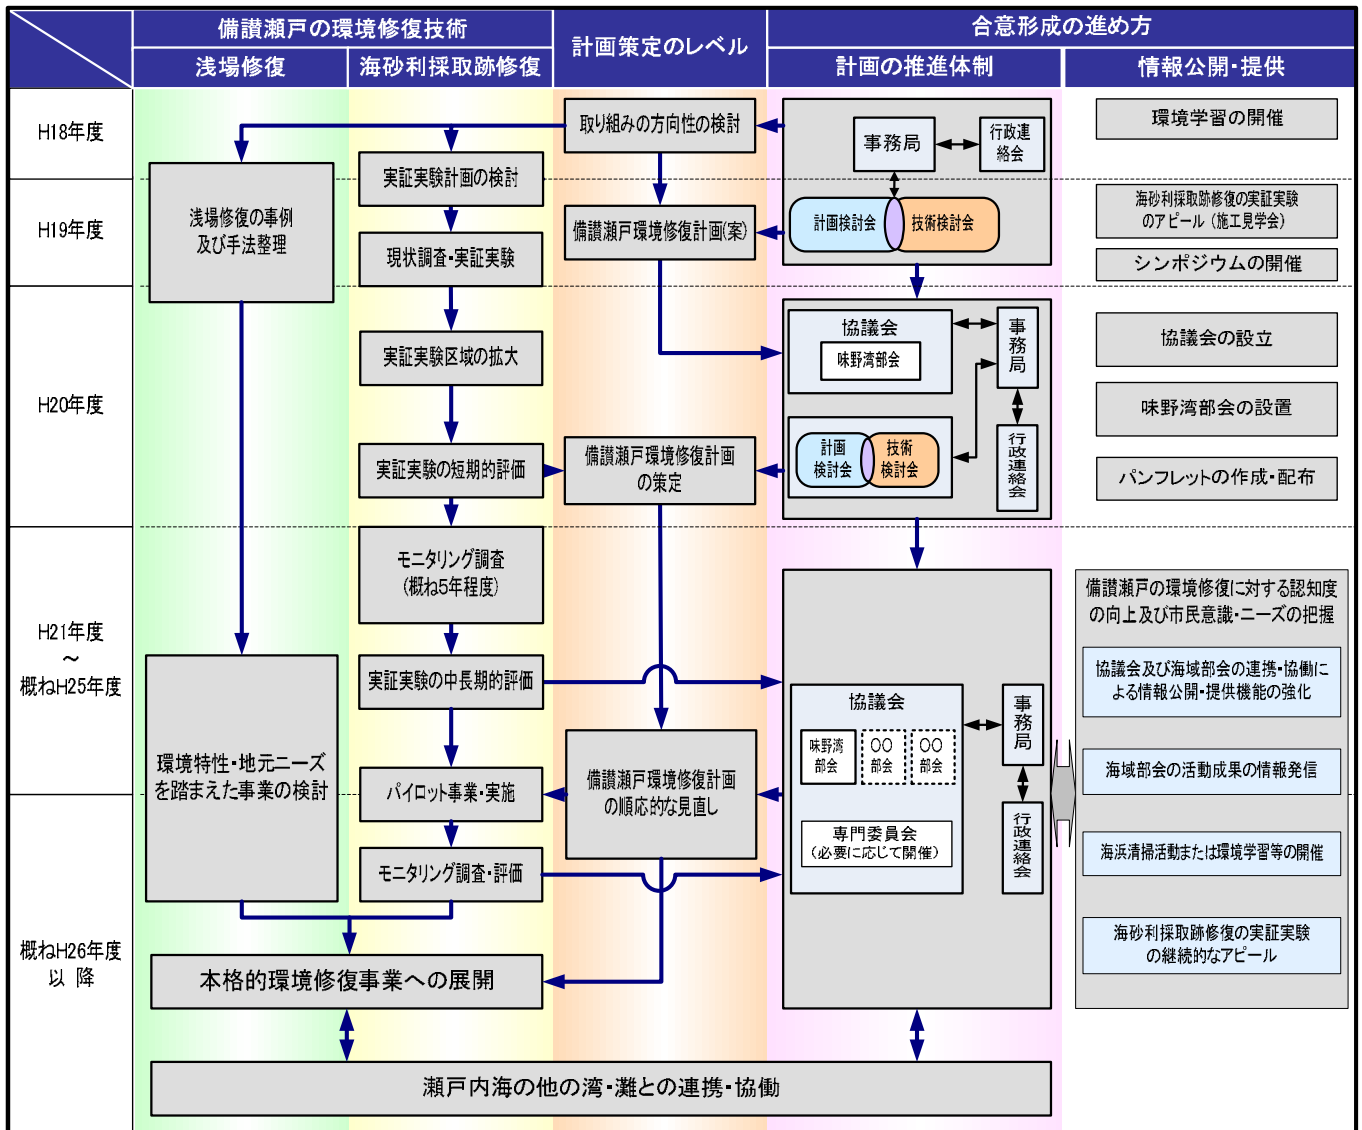 備讃瀬戸の環境修復技術
計画策定のレベル
合意形成の進め方
浅場修復
海砂利採取跡修復
計画の推進体制
情報公開・提供
H18年度
取り組みの方向性の検討
事務局
行政連
絡会
環境学習の開催
実証実験計画の検討
H19年度
浅場修復の事例
及び手法整理
現状調査・実証実験
備讃瀬戸環境修復計画(案)
計画検討会
技術検討会
海砂利採取跡修復の実証実験
のアピール（施工見学会）
シンポジウムの開催
H20年度
実証実験区域の拡大
協議会
味野湾部会
事務局
協議会の設立
味野湾部会の設置
実証実験の短期的評価
備讃瀬戸環境修復計画
の策定
計画
検討会
技術
検討会
行政連絡会
パンフレットの作成・配布
H21年度
～
概ねH25年度
モニタリング調査
(概ね5年程度)
実証実験の中長期的評価
環境特性・地元ニーズ
を踏まえた事業の検討
パイロット事業・実施
備讃瀬戸環境修復計画
の順応的な見直し
協議会
味野湾
部会
〇〇
部会
〇〇
部会
専門委員会
（必要に応じて開催）
事務局
行政連絡会
備讃瀬戸の環境修復に対する認知度
の向上及び市民意識・ニーズの把握
協議会及び海域部会の連携・協働に
よる情報公開・提供機能の強化
海域部会の活動成果の情報発信
海浜清掃活動または環境学習等の開催
海砂利採取跡修復の実証実験
の継続的なアピール
概ねH26年度
以 降
モニタリング調査・評価
本格的環境修復事業への展開
瀬戸内海の他の湾・灘との連携・協働